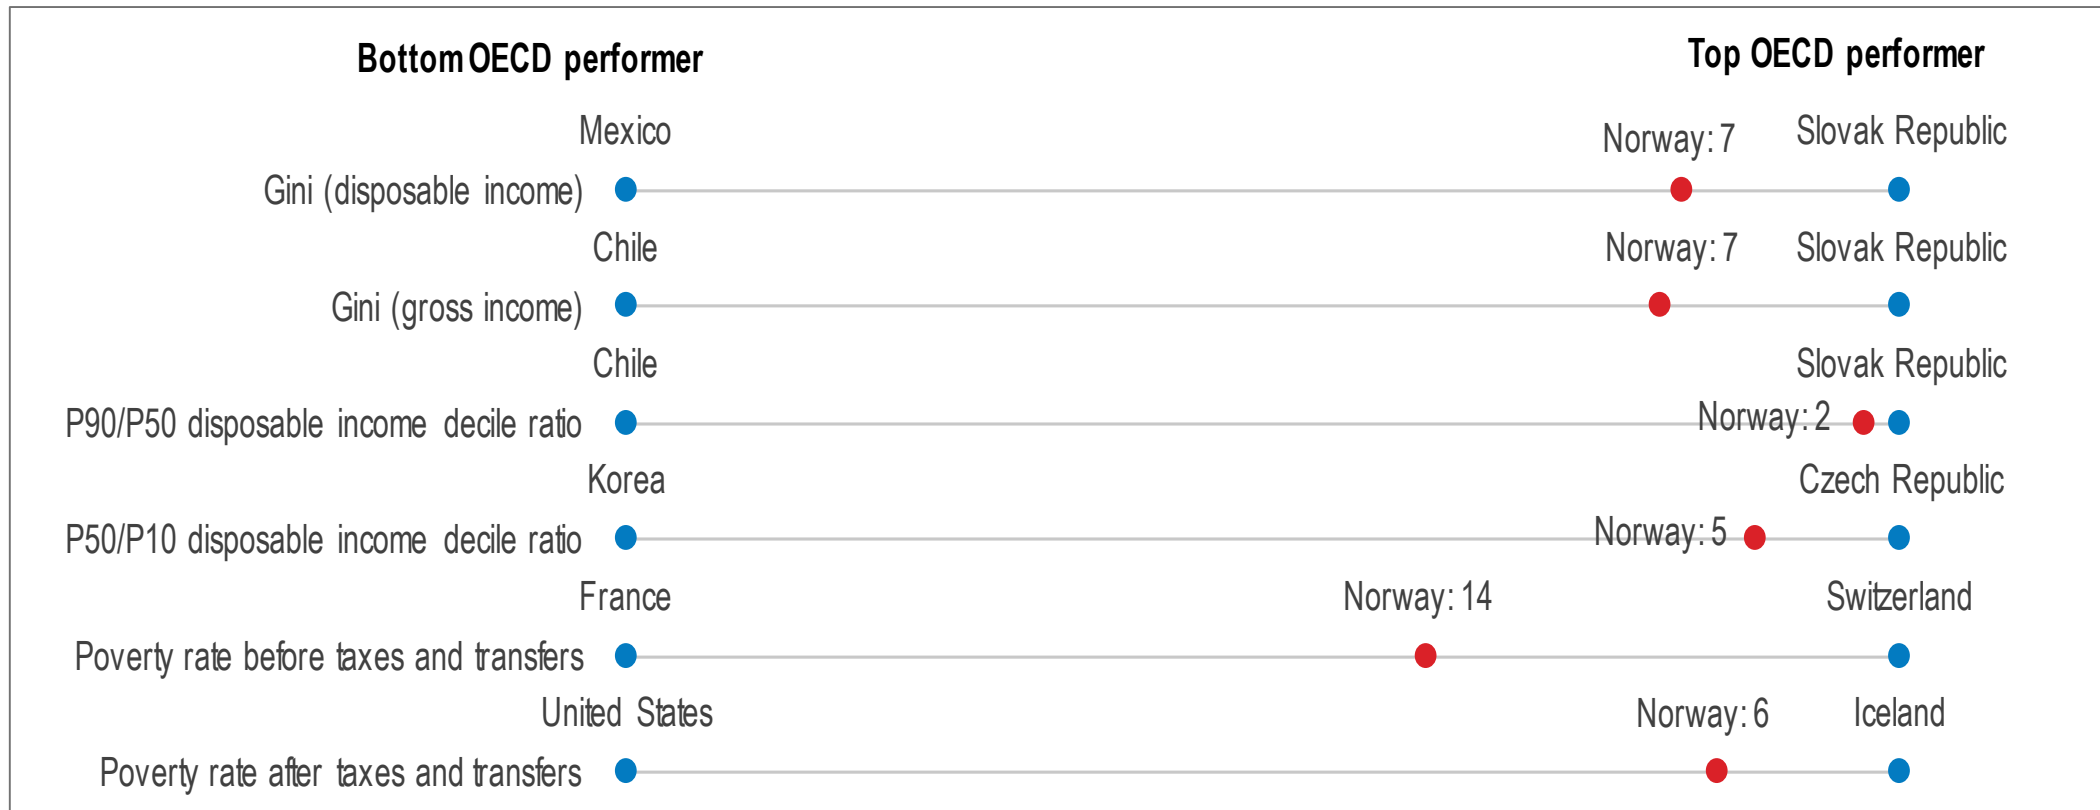 Bottom OECD performer
Top OECD performer
Mexico
Norway: 7
Slovak Republic
Gini (disposable income)
Chile
Norway: 7
Slovak Republic
Gini (gross income)
Chile
Slovak Republic
P90/P50 disposable income decile ratio
Norway: 2
Korea
Czech Republic
P50/P10 disposable income decile ratio
Norway: 5
France
Norway: 14
Switzerland
Poverty rate before taxes and transfers
United States
Norway: 6
Iceland
Poverty rate after taxes and transfers